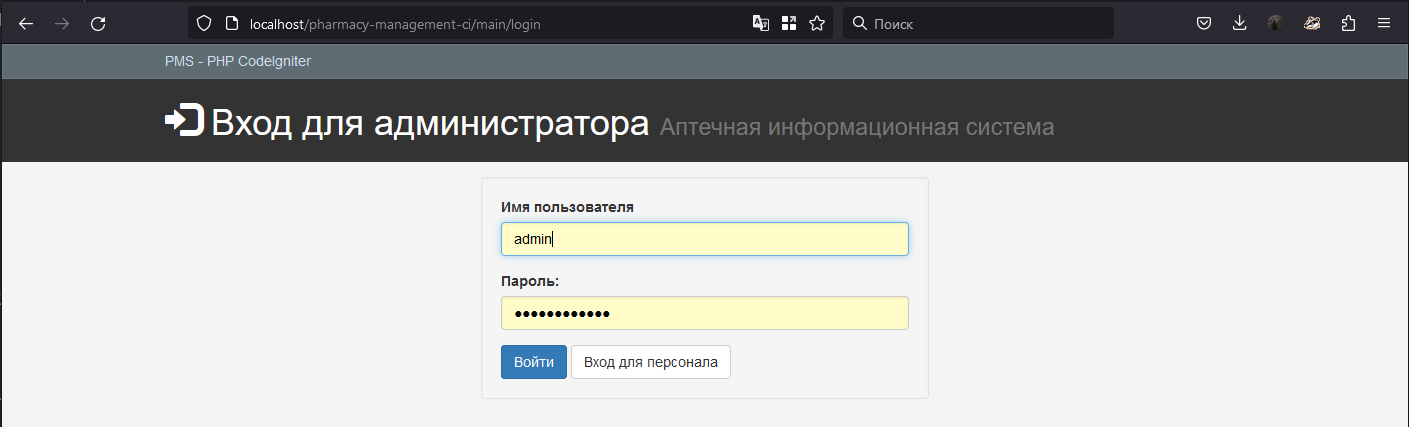 localhost/pharmacy-management-ci/main/login
Поиск
PMS - PHP CodeIgniter
Вход для администратора Аптечная информационная система
Имя пользователя
admin
Пароль:
••••••••••••
Войти Вход для персонала